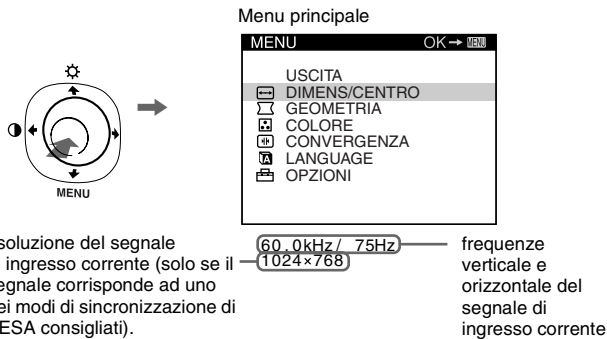 Menu principale
MENU OK → MENU
USCITA
DIMENS/CENTRO
GEOMETRIA
COLORE
CONVERGENZA
LANGUAGE
OPZIONI
MENU
60.0kHz/ 75Hz
1024×768
soluzione del segnale
ingresso corrente (solo se il
egnale corrisponde ad uno
ei modi di sincronizzazione di
ESA consigliati).
frequenze
verticale e
orizzontale del
segnale di
ingresso corrente